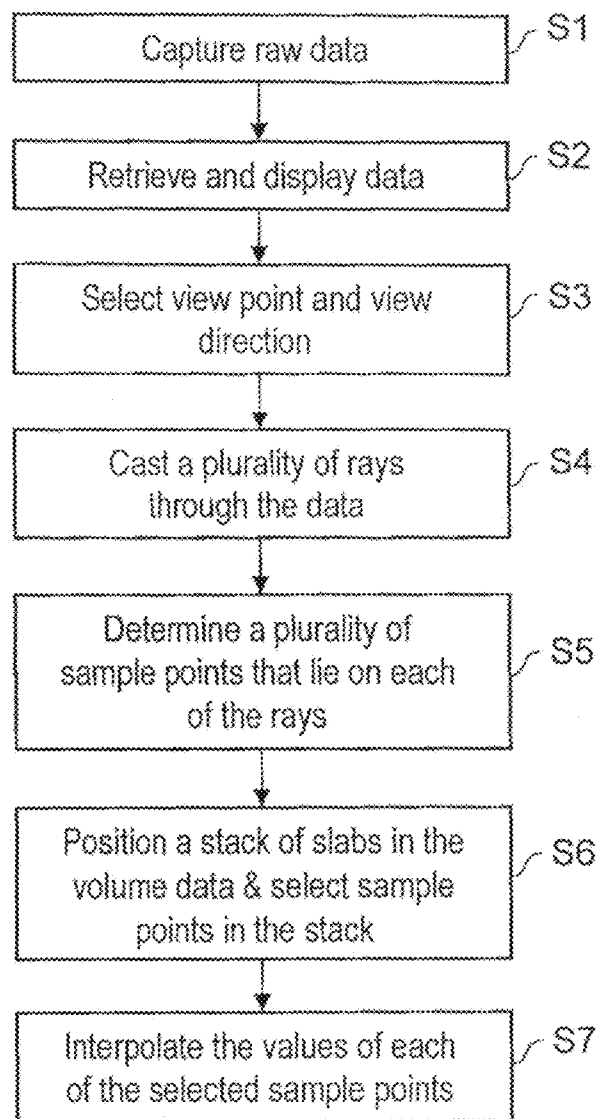 Capture raw data
S1
Retrieve and display data
S2
Select view point and view
direction
S3
Cast a plurality of rays
through the data
S4
Determine a plurality of
sample points that lie on each
of the rays
S5
Position a stack of slabs in the
volume data & select sample
points in the stack
S6
Interpolate the values of each
of the selected sample points
S7